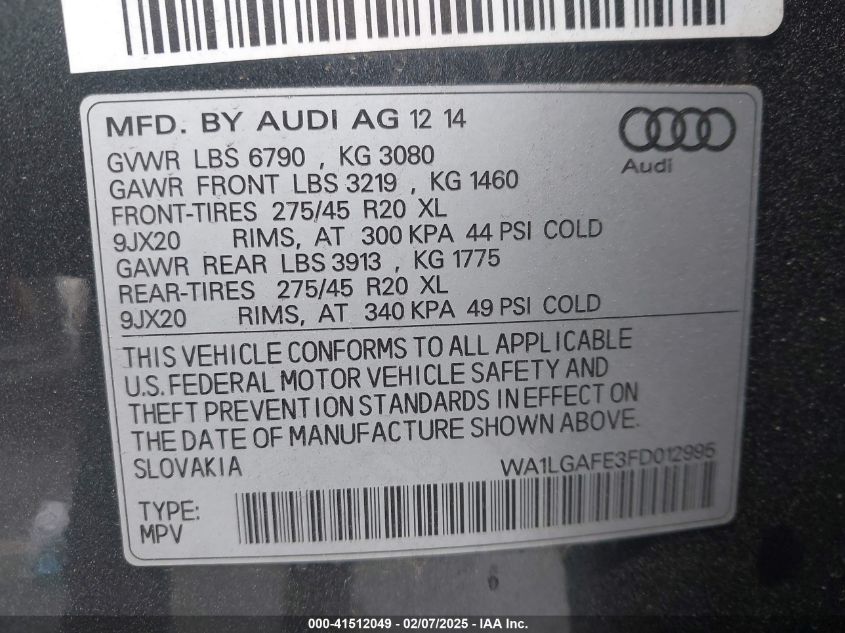 MFD. BY AUDI AG 12 14
Audi
GVWR LBS 6790 , KG 3080
GAWR FRONT LBS 3219 , KG 1460
FRONT-TIRES 275/45 R20 XL
9JX20 RIMS, AT 300 KPA 44 PSI COLD
GAWR REAR LBS 3913 , KG 1775
REAR-TIRES 275/45 R20 XL
9JX20 RIMS, AT 340 KPA 49 PSI COLD
THIS VEHICLE CONFORMS TO ALL APPLICABLE
U.S. FEDERAL MOTOR VEHICLE SAFETY AND
THEFT PREVENTION STANDARDS IN EFFECT ON
THE DATE OF MANUFACTURE SHOWN ABOVE.
SLOVAKIA WA1LGAFE3FD012995
TYPE:
MPV
000-41512049 - 02/07/2025 - IAA Inc.